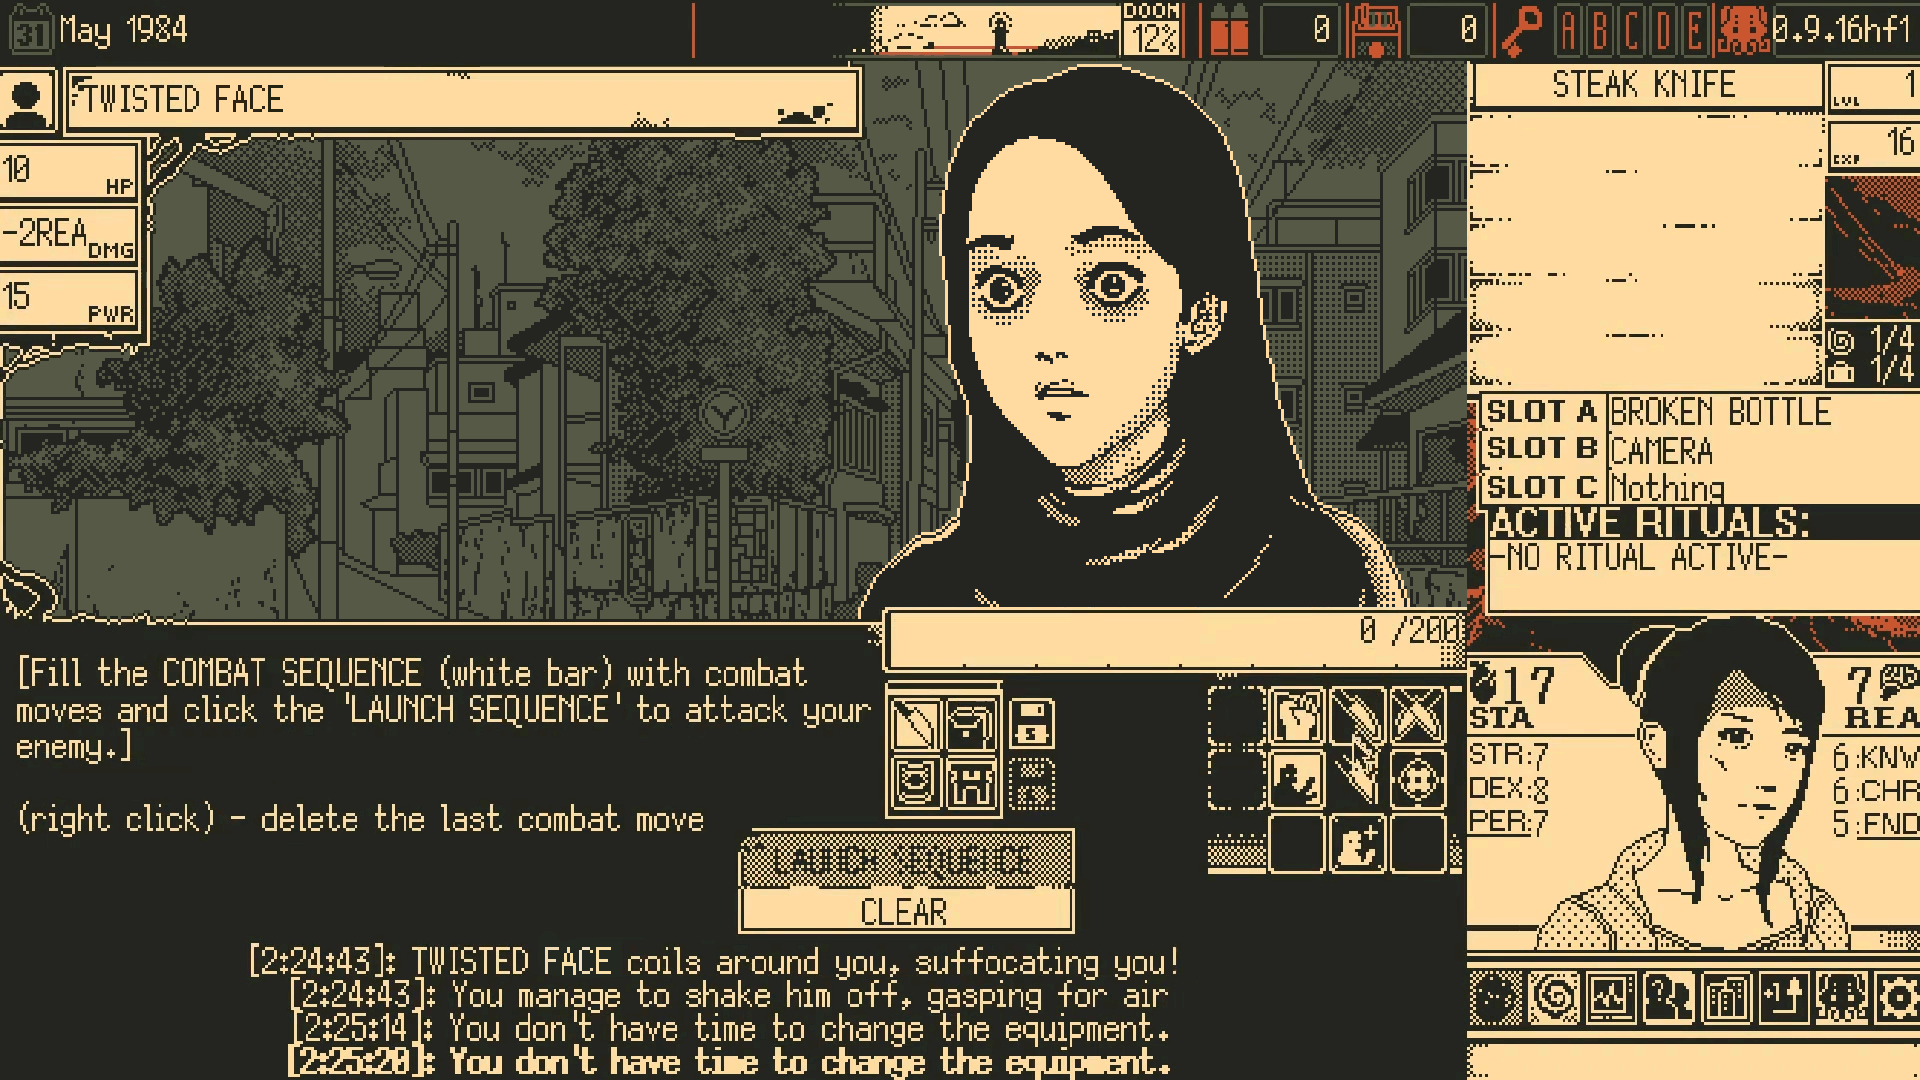 31 May 1984
DOOM
12%
0
0
A B C D E
0.9.16hf1
TWISTED FACE
10 HP
-2REA DMG
15 PWR
STEAK KNIFE
1 LVL
16 EXP
1/4
1/4
SLOT A BROKEN BOTTLE
SLOT B CAMERA
SLOT C Nothing
ACTIVE RITUALS:
-NO RITUAL ACTIVE-
0 /200
[Fill the COMBAT SEQUENCE (white bar) with combat
moves and click the 'LAUNCH SEQUENCE' to attack your
enemy.]
(right click) - delete the last combat move
LAUNCH SEQUENCE
CLEAR
17 STA
7 REA
STR:7
DEX:8
PER:7
6:KNW
6:CHR
5:FND
[2:24:43]: TWISTED FACE coils around you, suffocating you!
[2:24:43]: You manage to shake him off, gasping for air
[2:25:14]: You don't have time to change the equipment.
[2:25:20]: You don't have time to change the equipment.